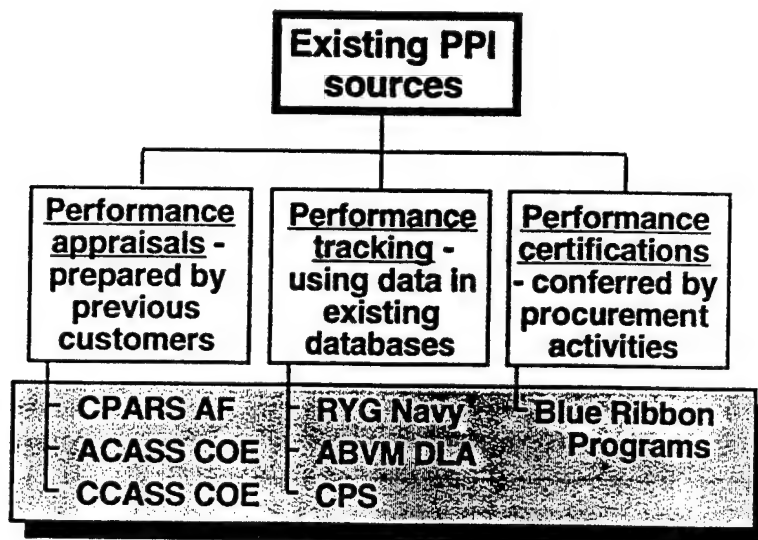 Existing PPI
sources
Performance
appraisals -
prepared by
previous
customers
Performance
tracking -
using data in
existing
databases
Performance
certifications
- conferred by
procurement
activities
CPARS AF
ACASS COE
CCASS COE
RYG Navy
ABVM DLA
CPS
Blue Ribbon
Programs